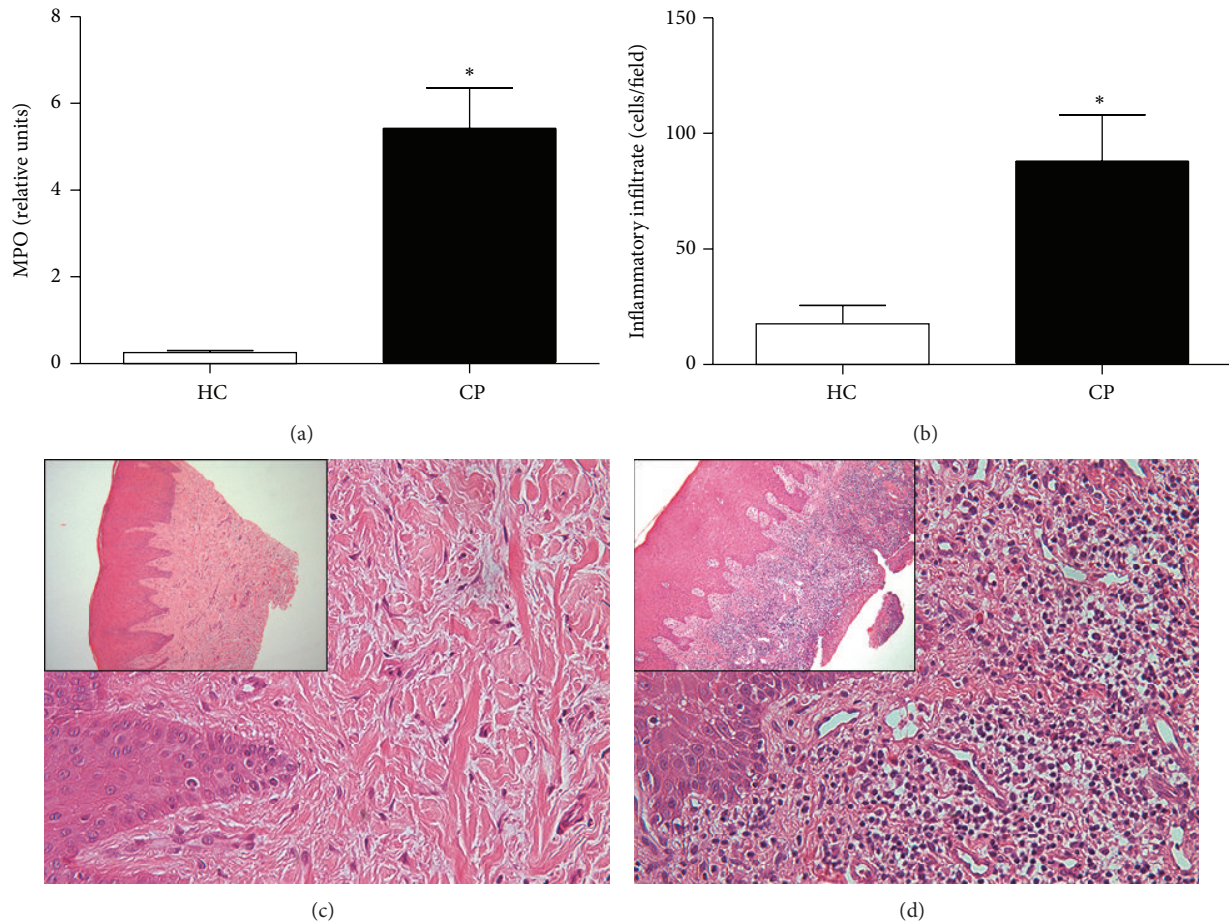 8
6
4
2
0
MPO (relative units)
*
HC
CP
(a)
150
100
50
0
Inflammatory infiltrate (cells/field)
*
HC
CP
(b)
(c)
(d)